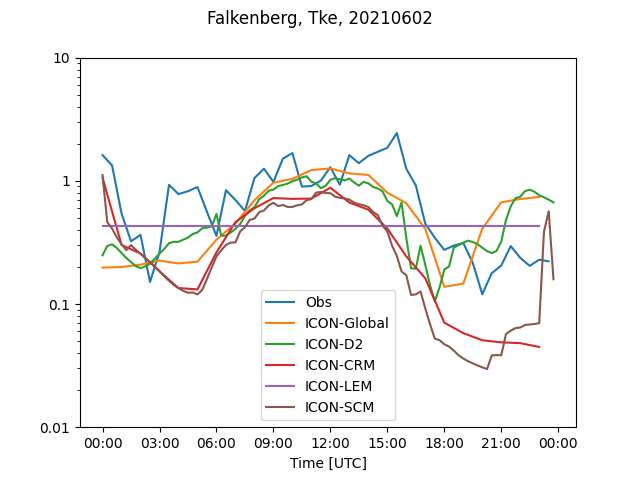 Falkenberg, Tke, 20210602
10
1
0.1
0.01
Obs
ICON-Global
ICON-D2
ICON-CRM
ICON-LEM
ICON-SCM
00:00 03:00 06:00 09:00 12:00 15:00 18:00 21:00 00:00
Time [UTC]